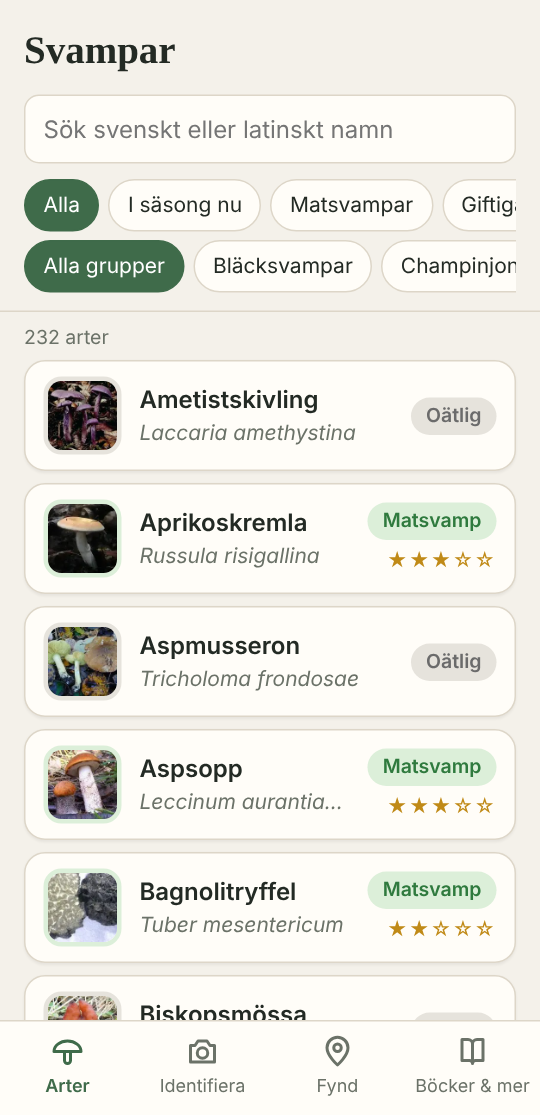 Svampar
Sök svenskt eller latinskt namn
Alla
I säsong nu
Matsvampar
Alla grupper
Bläcksvampar
232 arter
Ametistskivling
Laccaria amethystina
Oätlig
Aprikoskremla
Russula risigallina
Matsvamp
★★★☆☆
Aspmusseron
Tricholoma frondosae
Oätlig
Aspsopp
Leccinum aurantia...
Matsvamp
★★★☆☆
Bagnolitryffel
Tuber mesentericum
Matsvamp
★★☆☆☆
Biskopsmössa
Arter
Identifiera
Fynd
Böcker & mer